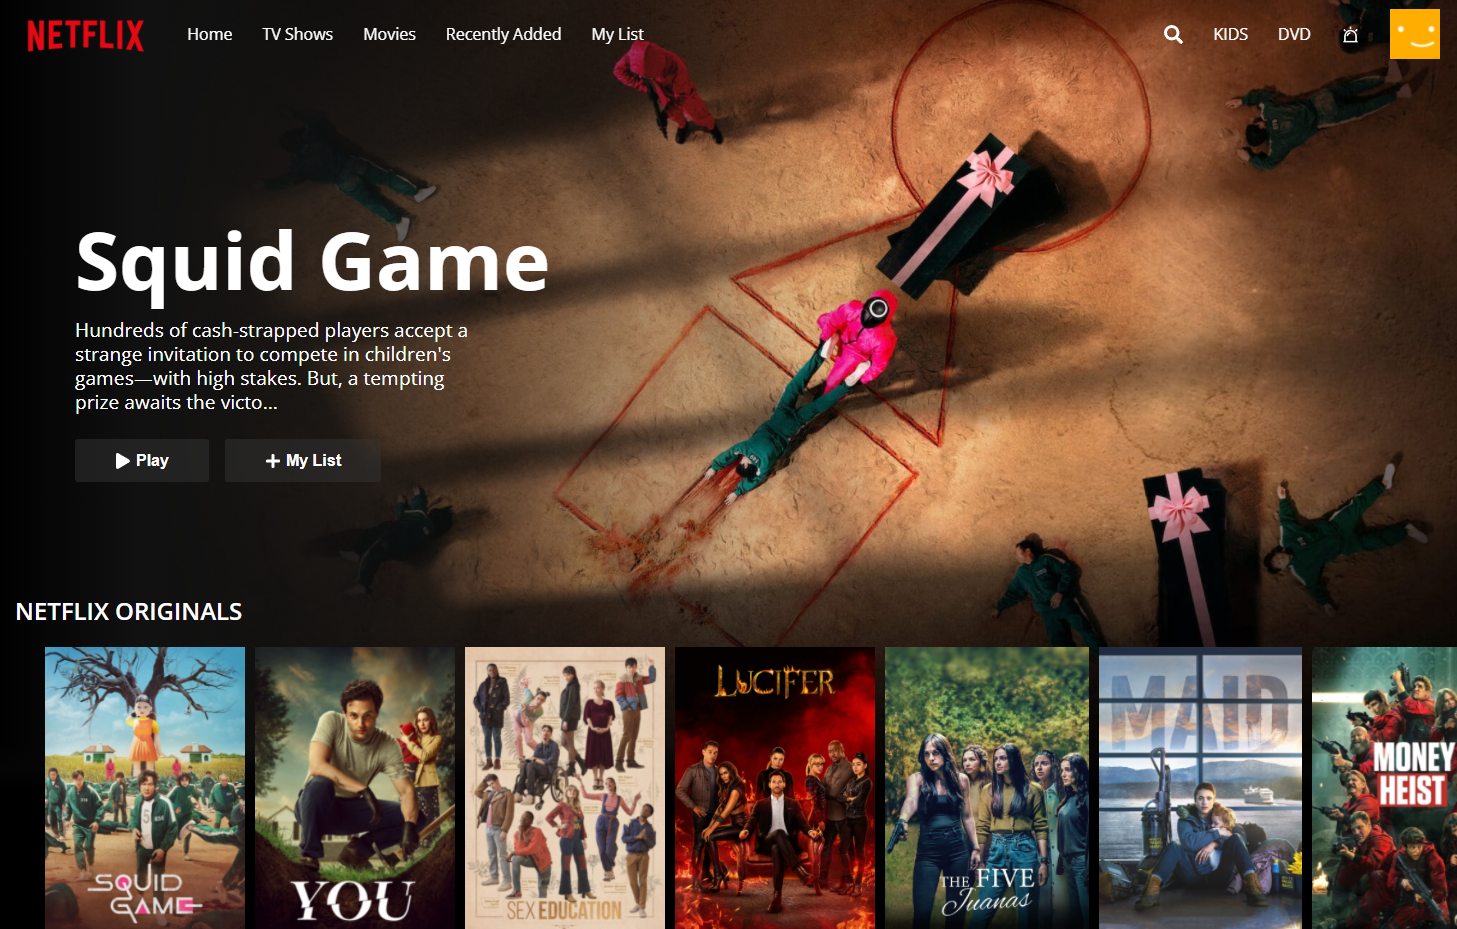 NETFLIX
Home TV Shows Movies Recently Added My List
KIDS DVD
Squid Game
Hundreds of cash-strapped players accept a
strange invitation to compete in children's
games—with high stakes. But, a tempting
prize awaits the victo...
Play
My List
NETFLIX ORIGINALS
SQUID
GAME
YOU
SEX EDUCATION
LUCIFER
THE FIVE
Juanas
MAID
MONEY
HEIST